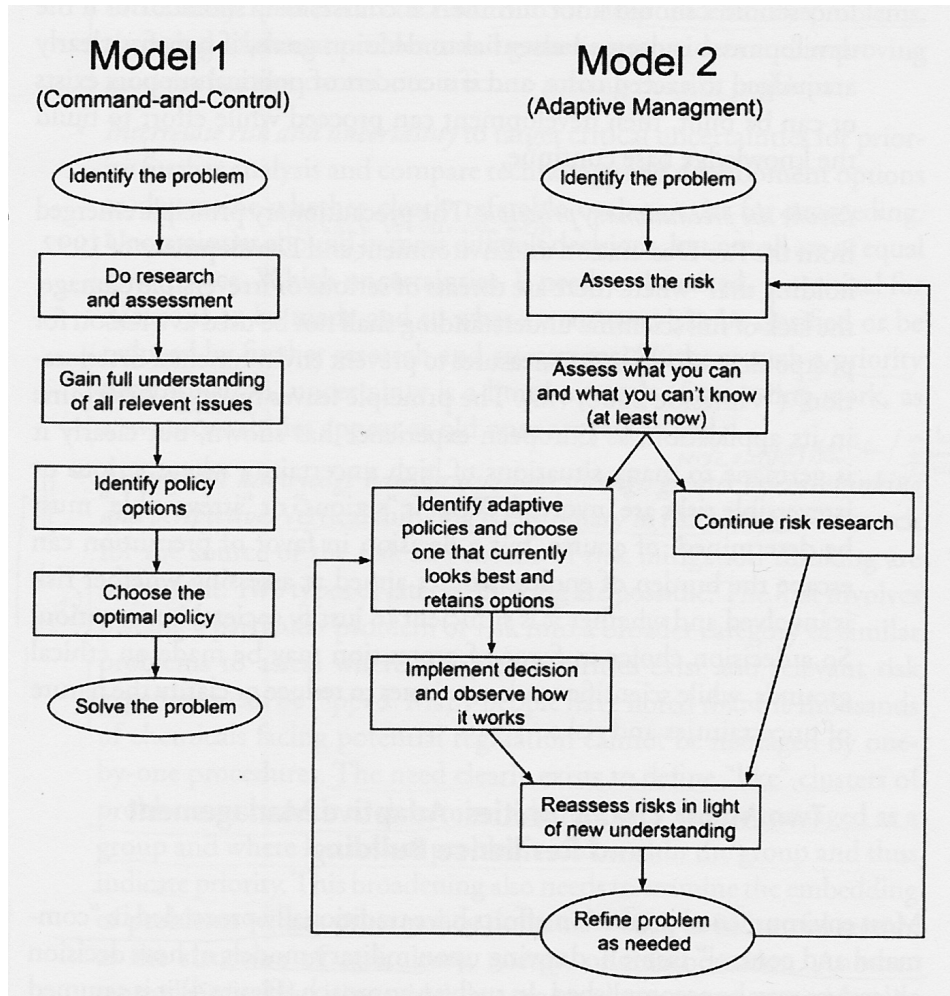 Model 1
(Command-and-Control)
Identify the problem
Do research
and assessment
Gain full understanding
of all relevent issues
Identify policy
options
Choose the
optimal policy
Solve the problem
Model 2
(Adaptive Managment)
Identify the problem
Assess the risk
Assess what you can
and what you can't know
(at least now)
Identify adaptive
policies and choose
one that currently
looks best and
retains options
Continue risk research
Implement decision
and observe how
it works
Reassess risks in light
of new understanding
Refine problem
as needed